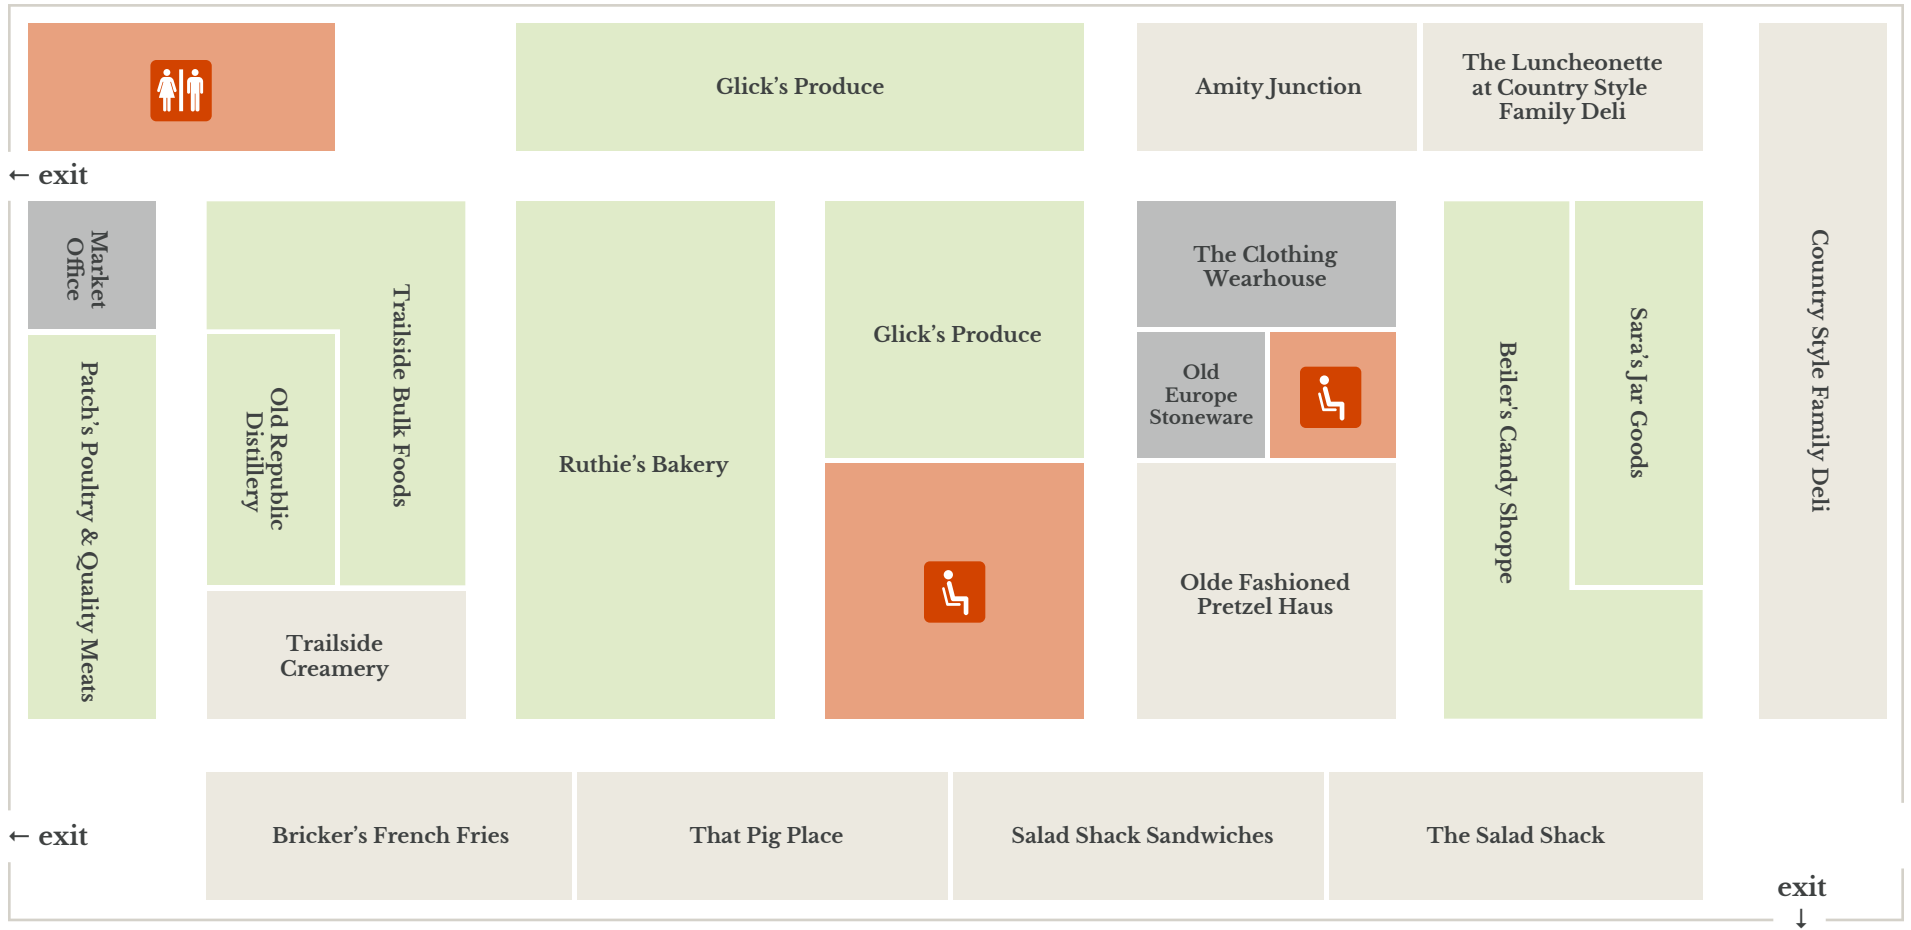 Glick’s Produce
Amity Junction
The Luncheonette
at Country Style
Family Deli
← exit
Market
Office
Patch’s Poultry & Quality Meats
Trailside Bulk Foods
Old Republic
Distillery
Trailside
Creamery
Ruthie’s Bakery
Glick’s Produce
The Clothing
Wearhouse
Old
Europe
Stoneware
Olde Fashioned
Pretzel Haus
Beiler's Candy Shoppe
Sara’s Jar Goods
Country Style Family Deli
← exit
Bricker’s French Fries
That Pig Place
Salad Shack Sandwiches
The Salad Shack
exit
↓